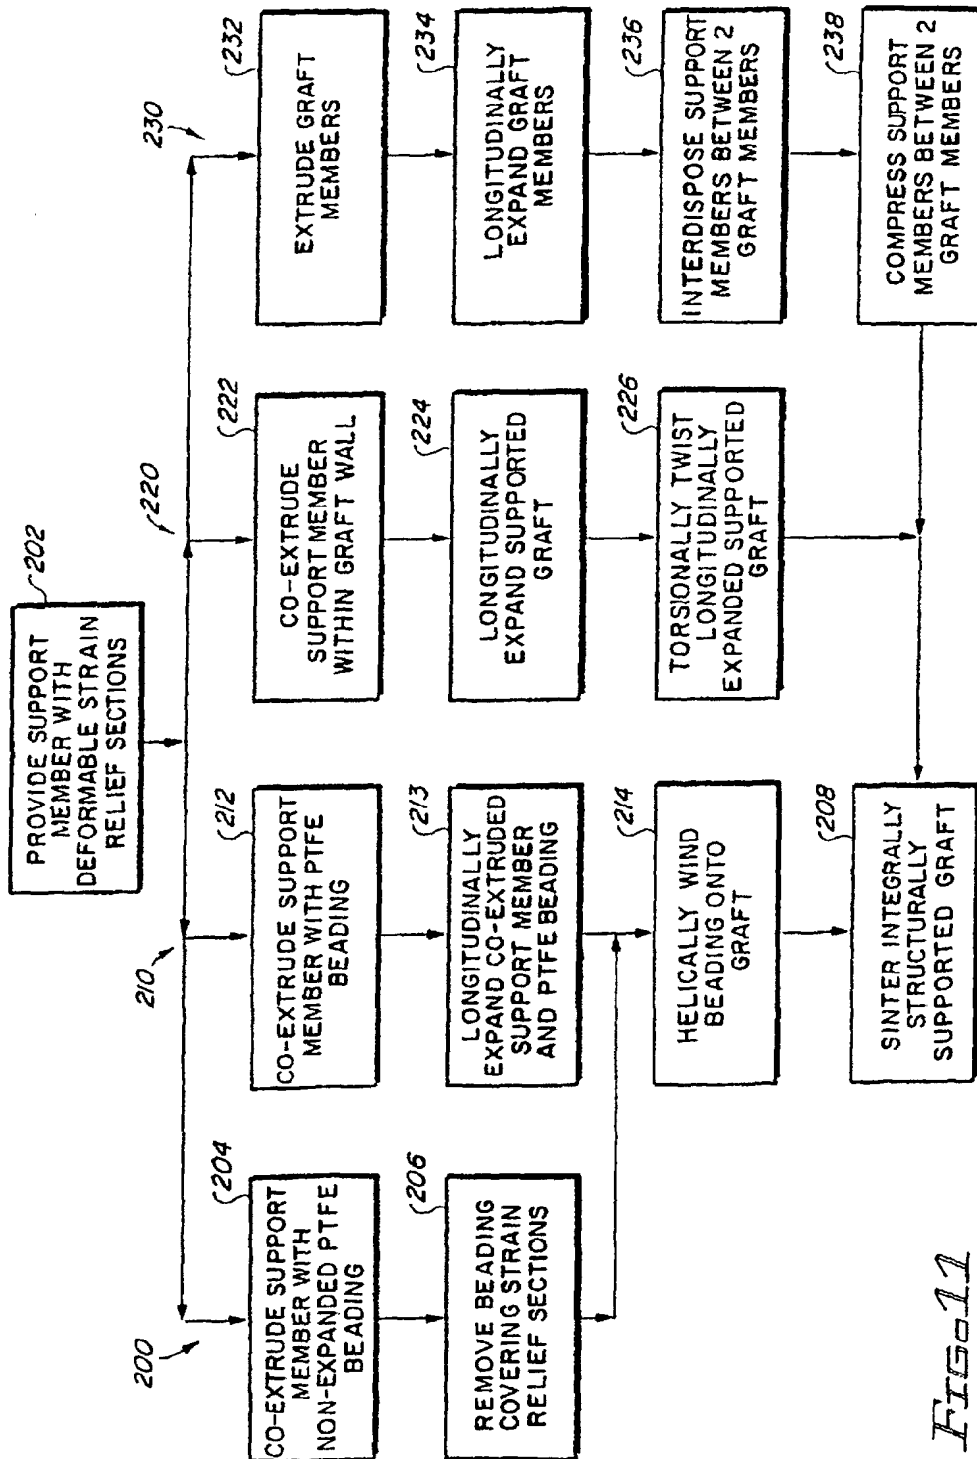 202
PROVIDE SUPPORT
MEMBER WITH
DEFORMABLE STRAIN
RELIEF SECTIONS
200
204
CO-EXTRUDE SUPPORT
MEMBER WITH
NON-EXPANDED PTFE
BEADING
206
REMOVE BEADING
COVERING STRAIN
RELIEF SECTIONS
210
212
CO-EXTRUDE SUPPORT
MEMBER WITH PTFE
BEADING
213
LONGITUDINALLY
EXPAND CO-EXTRUDED
SUPPORT MEMBER
AND PTFE BEADING
214
HELICALLY WIND
BEADING ONTO
GRAFT
208
SINTER INTEGRALLY
STRUCTURALLY
SUPPORTED GRAFT
220
222
CO-EXTRUDE
SUPPORT MEMBER
WITHIN GRAFT WALL
224
LONGITUDINALLY
EXPAND SUPPORTED
GRAFT
226
TORSIONALLY TWIST
LONGITUDINALLY
EXPANDED SUPPORTED
GRAFT
230
232
EXTRUDE GRAFT
MEMBERS
234
LONGITUDINALLY
EXPAND GRAFT
MEMBERS
236
INTERDISPOSE SUPPORT
MEMBERS BETWEEN 2
GRAFT MEMBERS
238
COMPRESS SUPPORT
MEMBERS BETWEEN 2
GRAFT MEMBERS
FIG.11